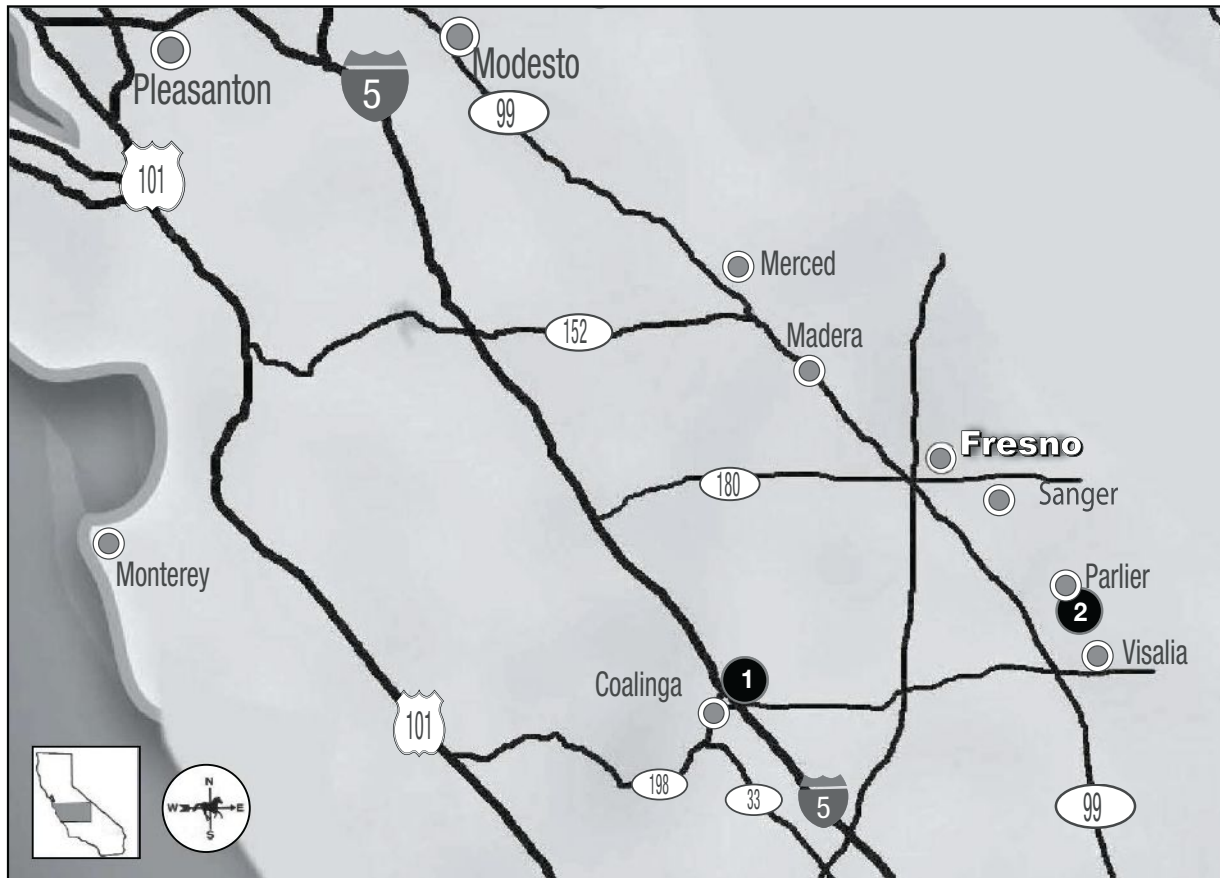 Pleasanton
5
Modesto
99
101
Merced
152
Madera
Fresno
180
Sanger
Monterey
Parlier
2
Visalia
Coalinga
1
101
198
33
5
99
N
W
E
S